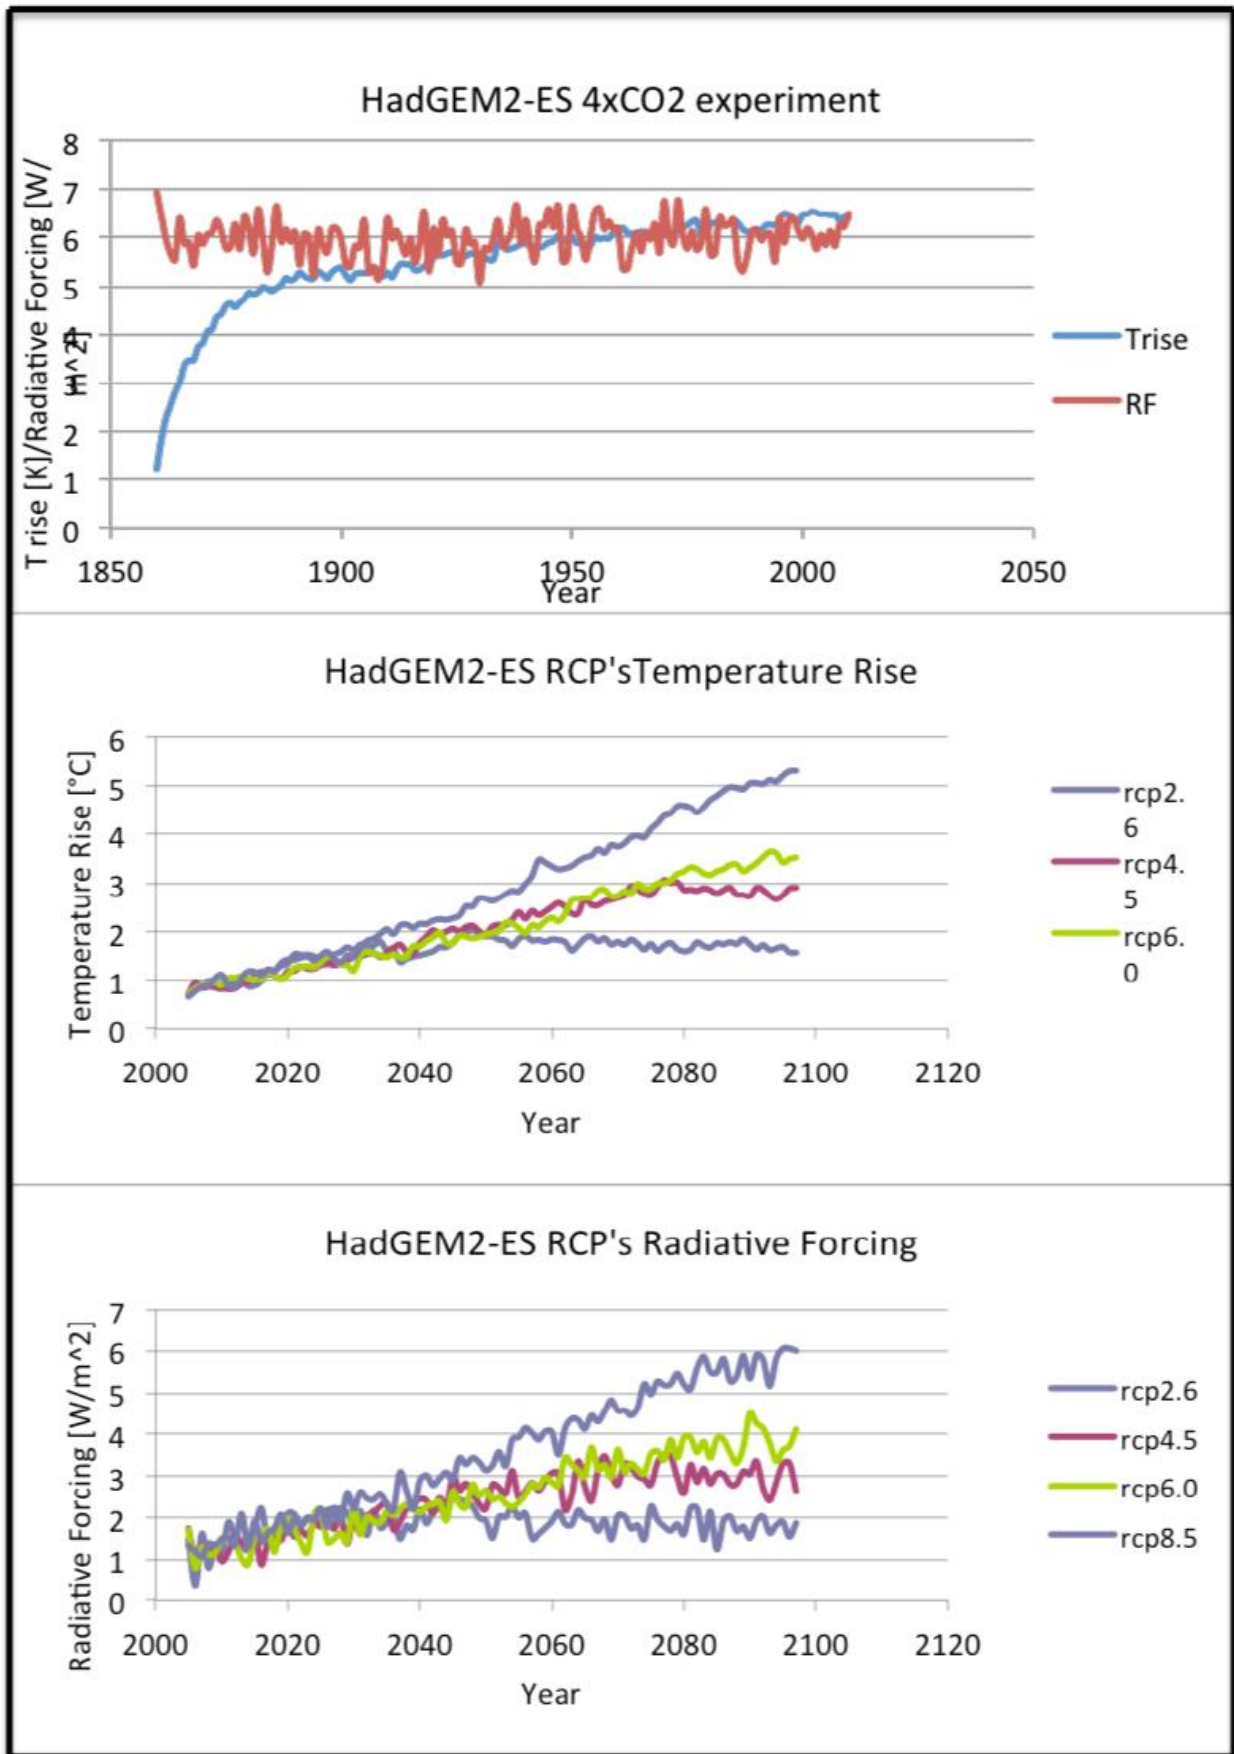 HadGEM2-ES 4xCO2 experiment
T rise [K]/Radiative Forcing [W/
m^2]
8
7
6
5
4
3
2
1
0
1850 1900 1950 2000 2050
Year
Trise
RF
HadGEM2-ES RCP'sTemperature Rise
Temperature Rise [°C]
6
5
4
3
2
1
0
2000 2020 2040 2060 2080 2100 2120
Year
rcp2.
6
rcp4.
5
rcp6.
0
HadGEM2-ES RCP's Radiative Forcing
Radiative Forcing [W/m^2]
7
6
5
4
3
2
1
0
2000 2020 2040 2060 2080 2100 2120
Year
rcp2.6
rcp4.5
rcp6.0
rcp8.5